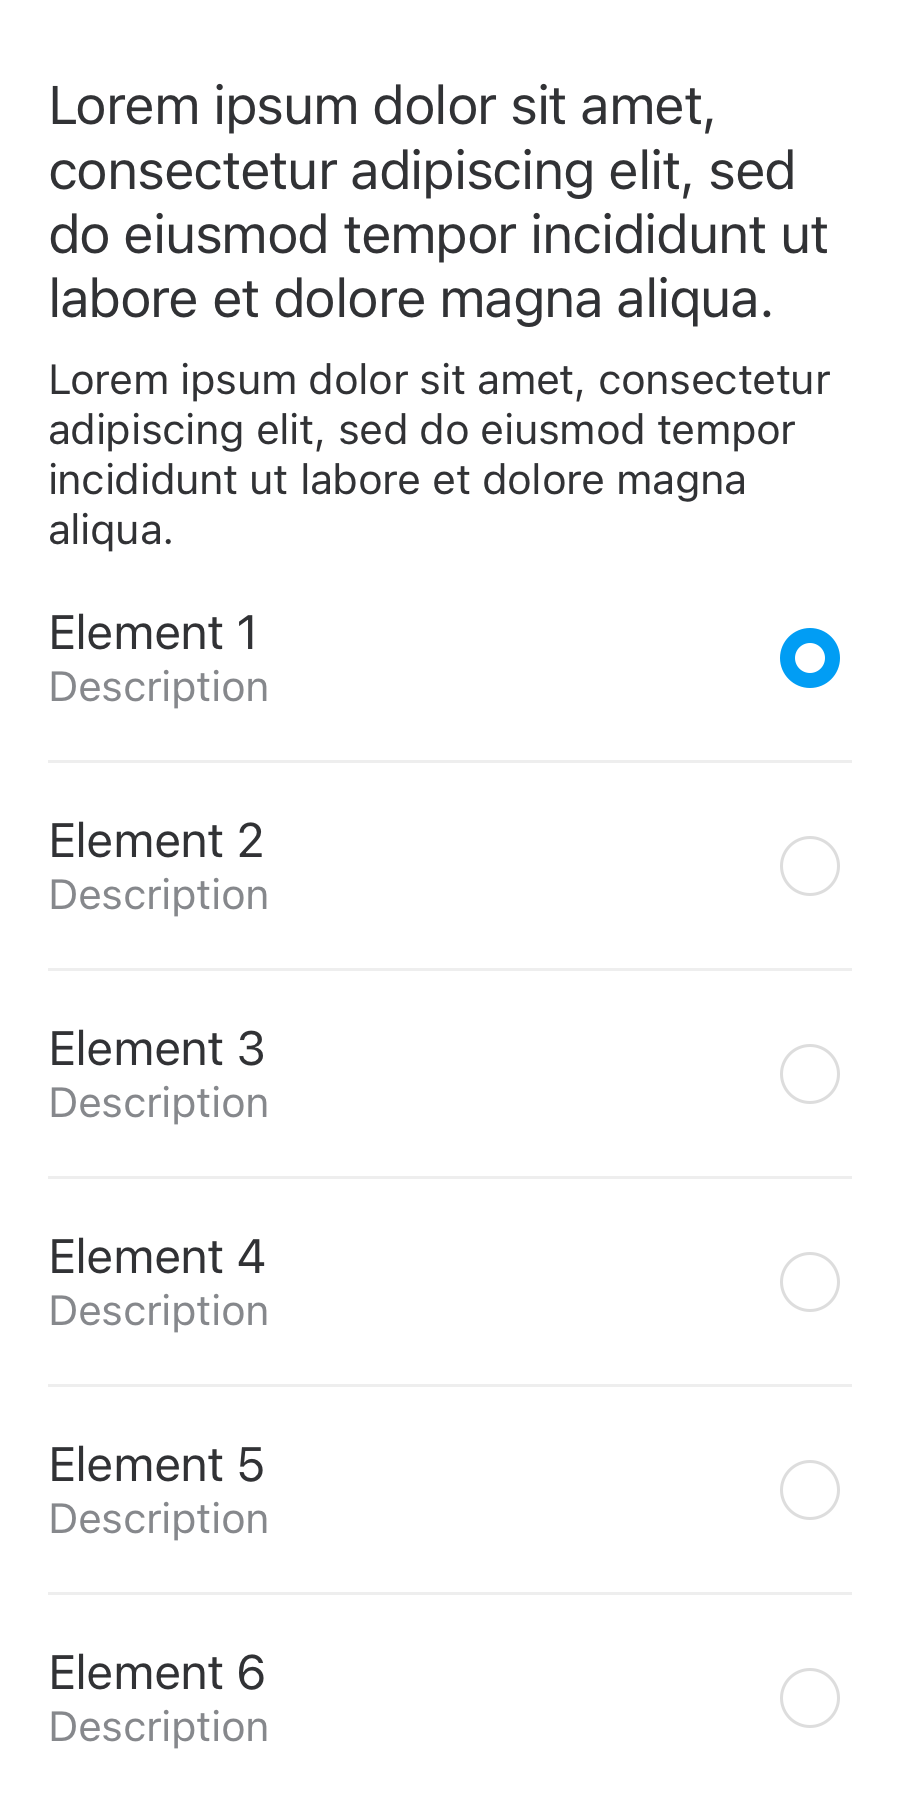 Lorem ipsum dolor sit amet,
consectetur adipiscing elit, sed
do eiusmod tempor incididunt ut
labore et dolore magna aliqua.
Lorem ipsum dolor sit amet, consectetur
adipiscing elit, sed do eiusmod tempor
incididunt ut labore et dolore magna
aliqua.
Element 1
Description
Element 2
Description
Element 3
Description
Element 4
Description
Element 5
Description
Element 6
Description